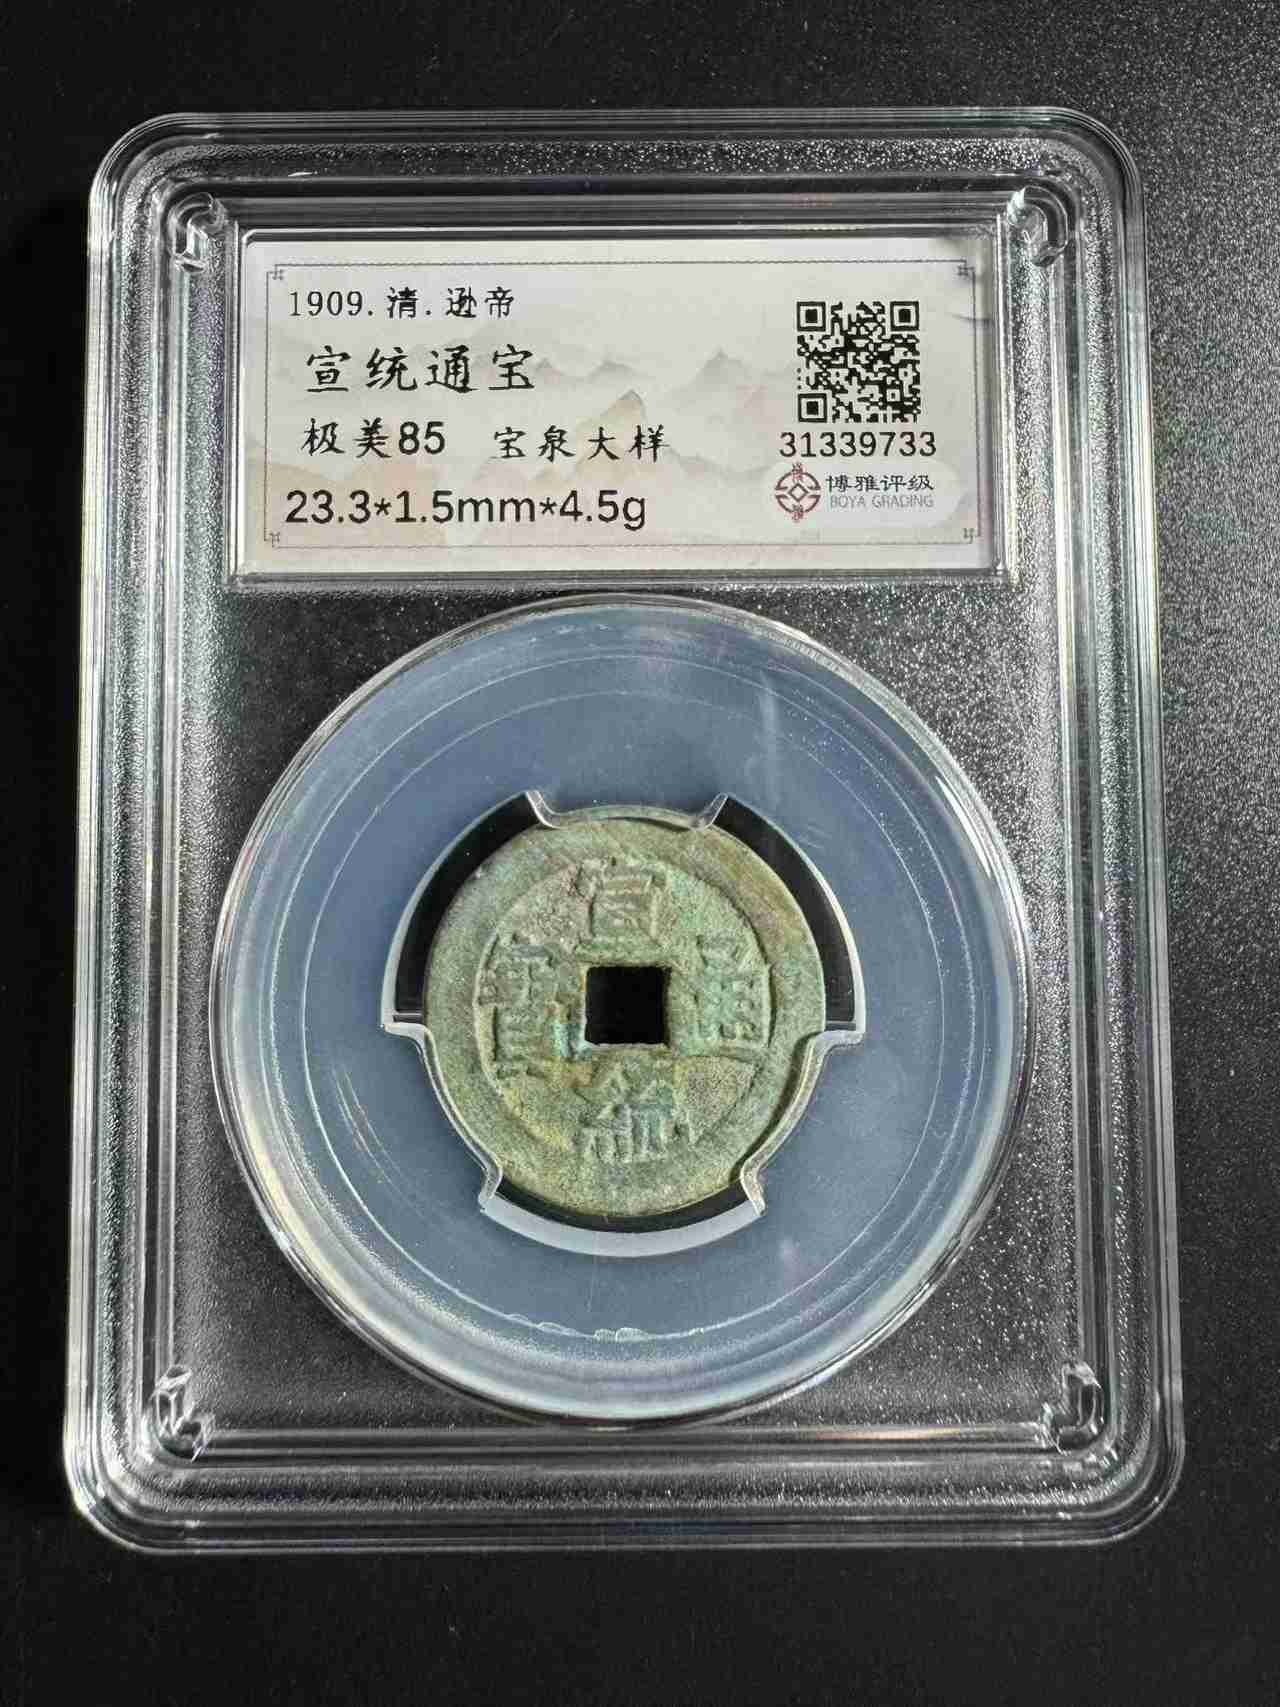 1909.清.逊帝
宣统通宝
极美85 宝泉大样
23.3*1.5mm*4.5g
31339733
博雅评级
BOYA GRADING
宣統通寶